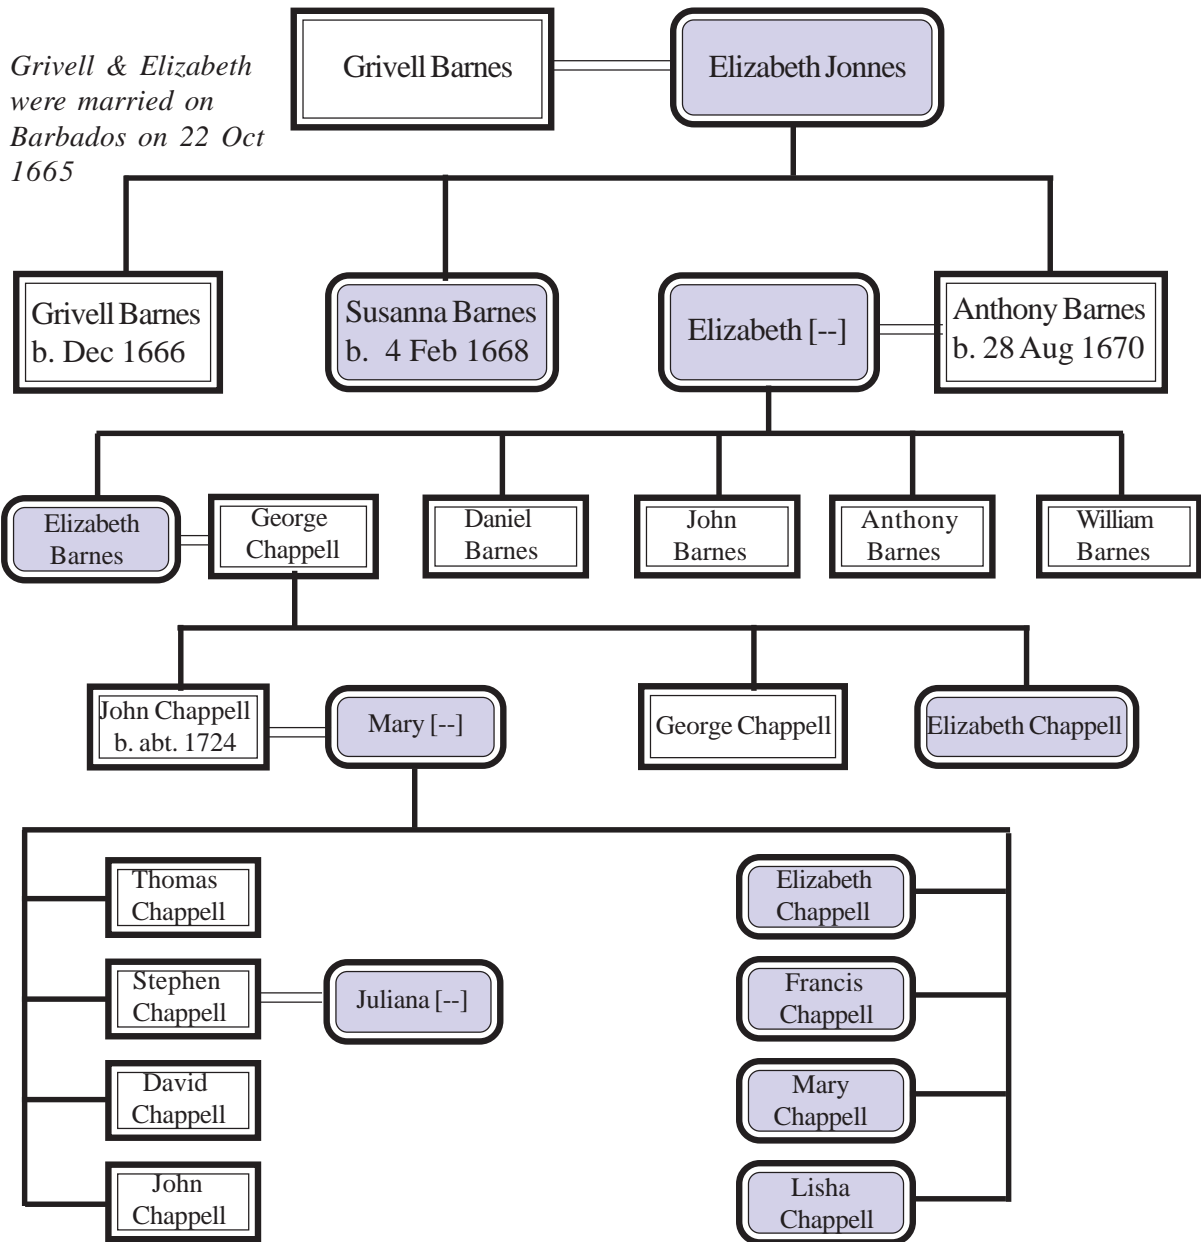 Grivell & Elizabeth
were married on
Barbados on 22 Oct
1665
Grivell Barnes
Elizabeth Jonnes
Grivell Barnes
b. Dec 1666
Susanna Barnes
b. 4 Feb 1668
Elizabeth [--]
Anthony Barnes
b. 28 Aug 1670
Elizabeth
Barnes
George
Chappell
Daniel
Barnes
John
Barnes
Anthony
Barnes
William
Barnes
John Chappell
b. abt. 1724
Mary [--]
George Chappell
Elizabeth Chappell
Thomas
Chappell
Stephen
Chappell
Juliana [--]
David
Chappell
John
Chappell
Elizabeth
Chappell
Francis
Chappell
Mary
Chappell
Lisha
Chappell